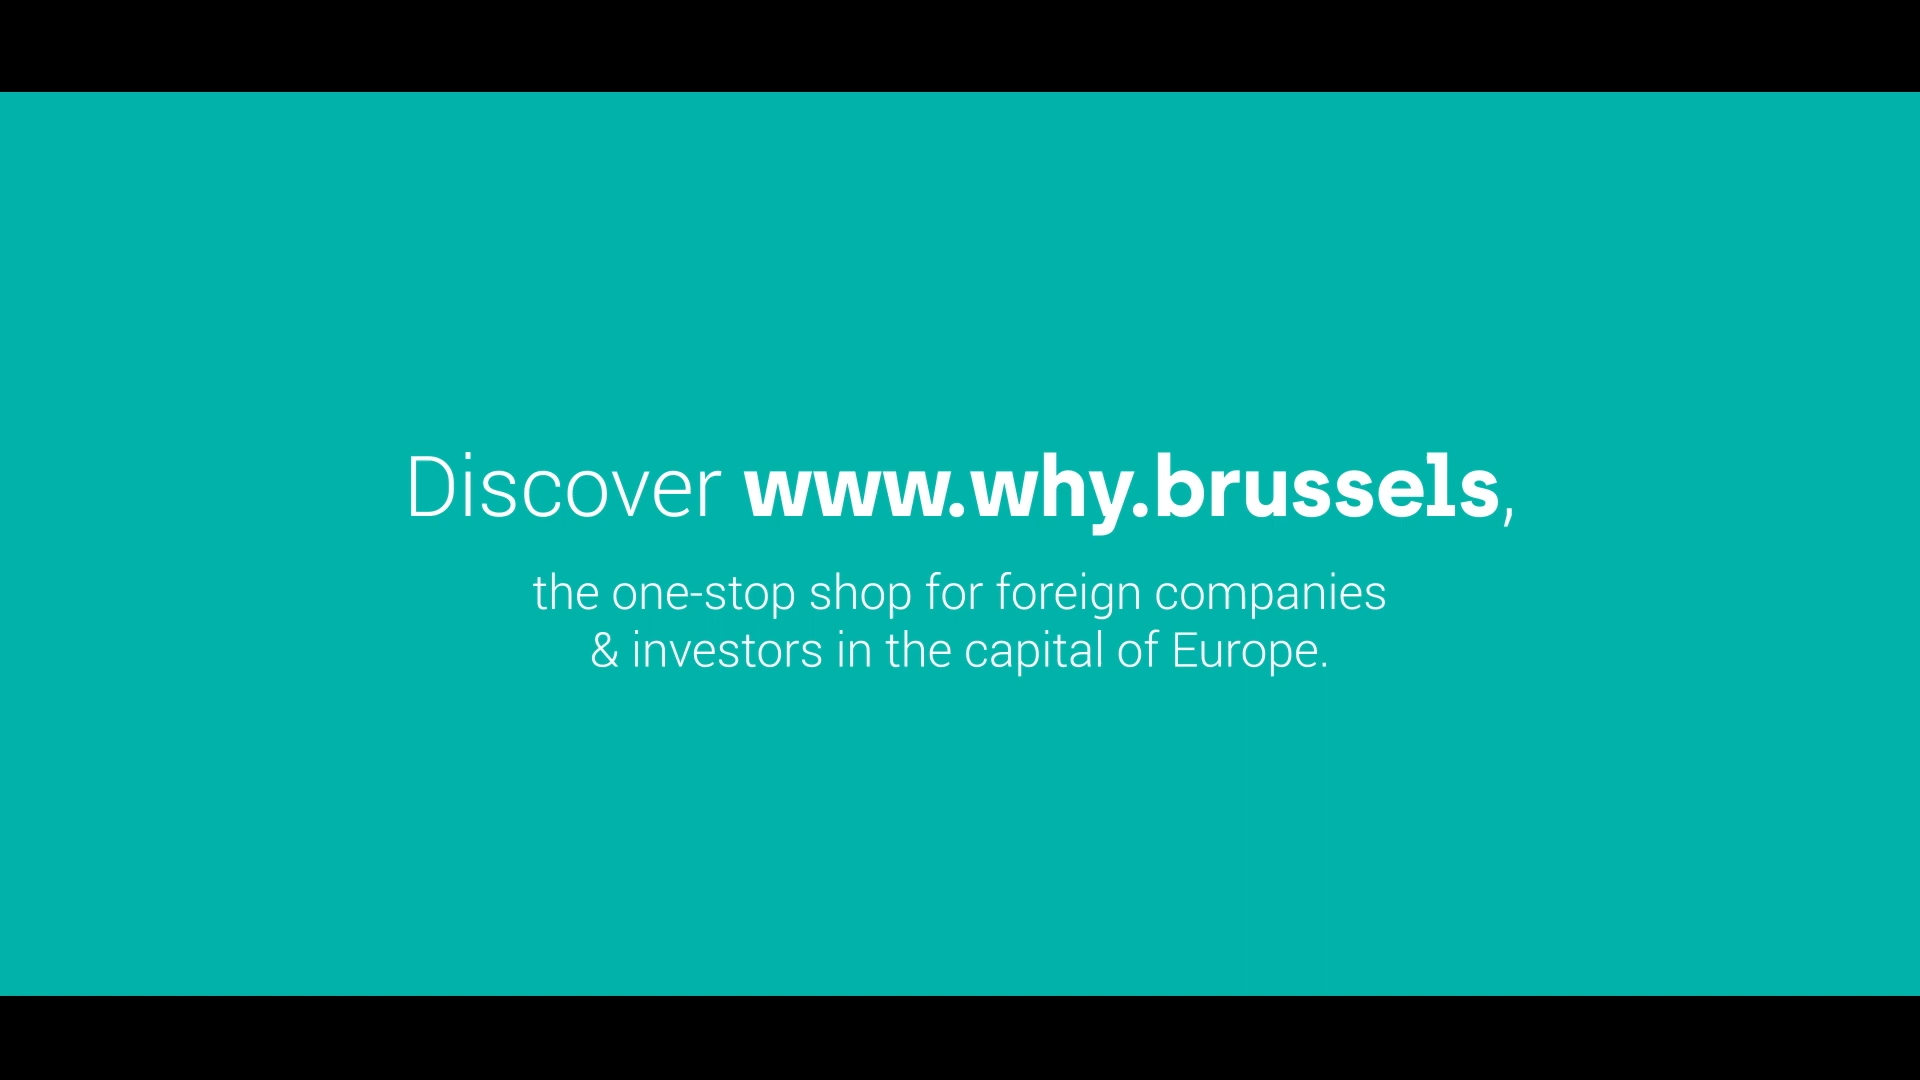 Discover www.why.brussels,
the one-stop shop for foreign companies
& investors in the capital of Europe.